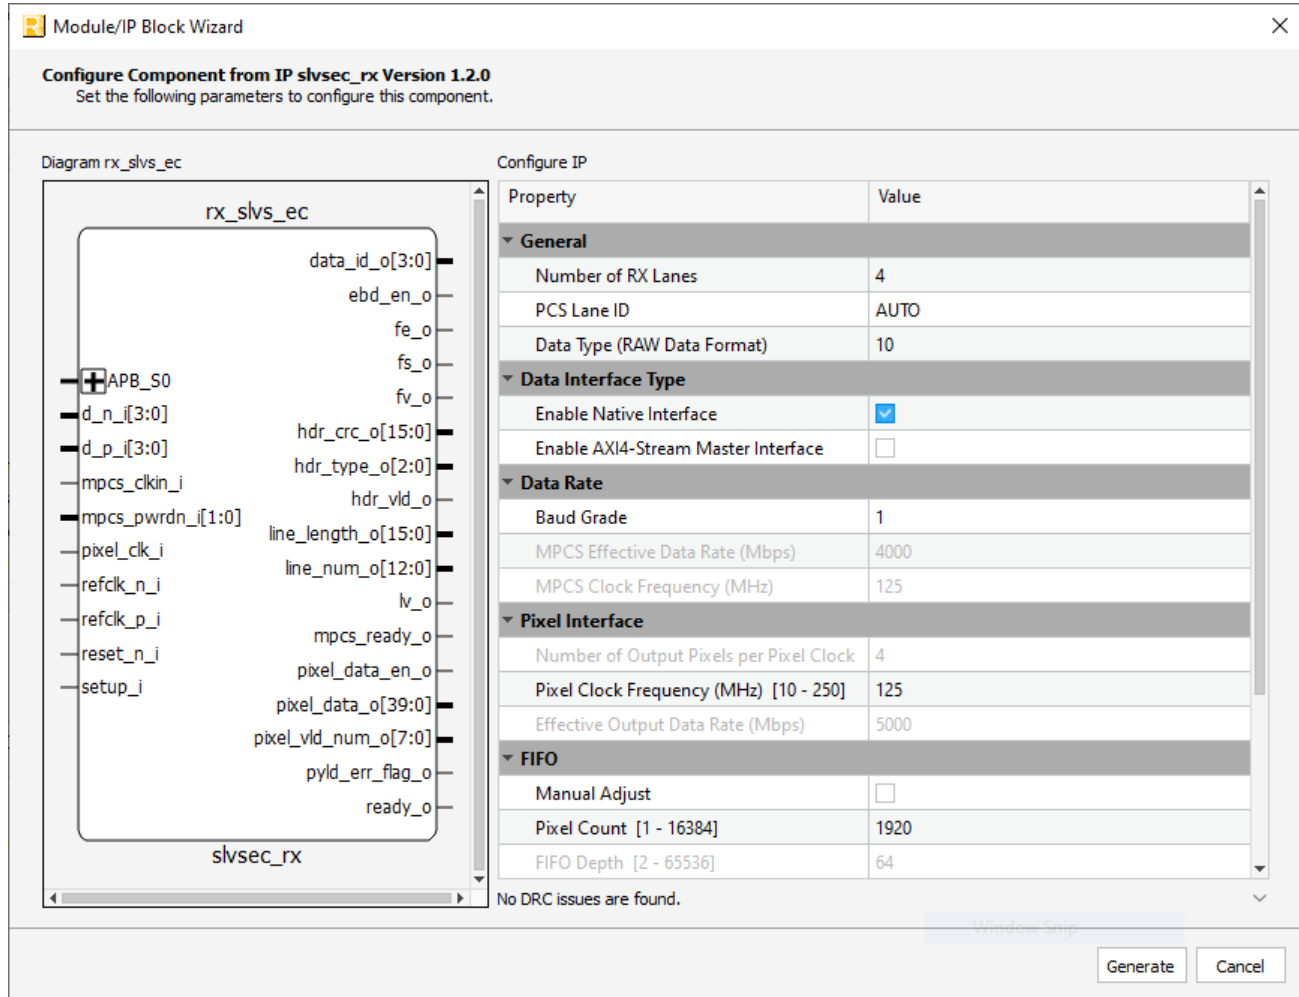 Module/IP Block Wizard
Configure Component from IP slvsec_rx Version 1.2.0
Set the following parameters to configure this component.
Diagram rx_slvs_ec
rx_slvs_ec
data_id_o[3:0]
ebd_en_o
fe_o
fs_o
APB_S0
fv_o
d_n_i[3:0]
hdr_crc_o[15:0]
d_p_i[3:0]
hdr_type_o[2:0]
mpcs_clkin_i
hdr_vld_o
mpcs_pwrdn_i[1:0]
line_length_o[15:0]
pixel_clk_i
line_num_o[12:0]
refclk_n_i
lv_o
refclk_p_i
mpcs_ready_o
reset_n_i
pixel_data_en_o
setup_i
pixel_data_o[39:0]
pixel_vld_num_o[7:0]
pyld_err_flag_o
ready_o
slvsec_rx
Configure IP
Property Value
General
Number of RX Lanes 4
PCS Lane ID AUTO
Data Type (RAW Data Format) 10
Data Interface Type
Enable Native Interface
Enable AXI4-Stream Master Interface
Data Rate
Baud Grade 1
MPCS Effective Data Rate (Mbps) 4000
MPCS Clock Frequency (MHz) 125
Pixel Interface
Number of Output Pixels per Pixel Clock 4
Pixel Clock Frequency (MHz) [10 - 250] 125
Effective Output Data Rate (Mbps) 5000
FIFO
Manual Adjust
Pixel Count [1 - 16384] 1920
FIFO Depth [2 - 65536] 64
No DRC issues are found.
Window Snip
Generate Cancel